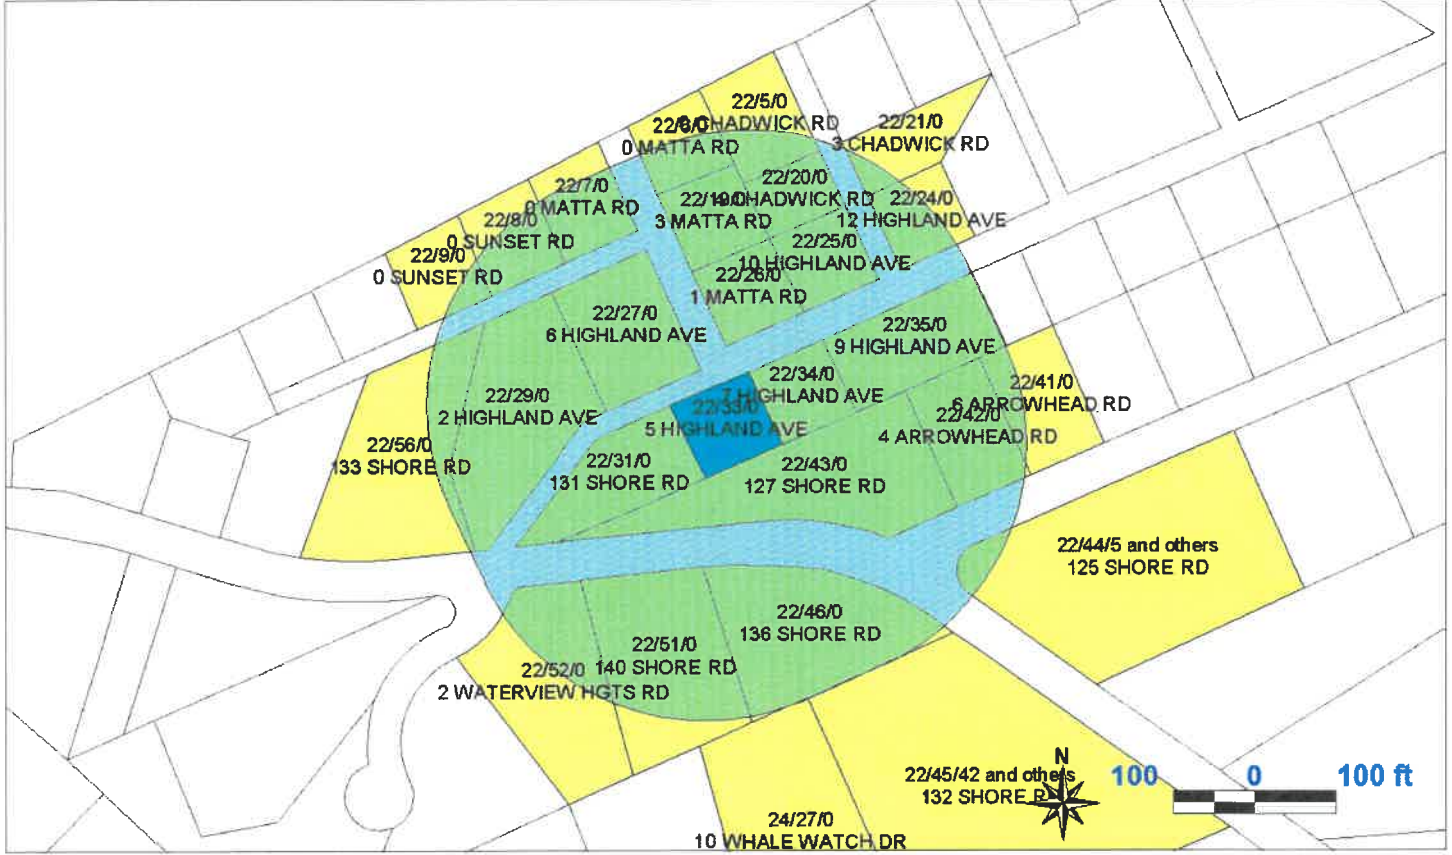 22/5/0
CHADWICK RD
22/6/0
0 MATTA RD
22/21/0
3 CHADWICK RD
22/7/0
0 MATTA RD
22/20/0
4 CHADWICK RD
22/19/0
3 MATTA RD
22/24/0
12 HIGHLAND AVE
22/8/0
0 SUNSET RD
22/9/0
0 SUNSET RD
22/25/0
10 HIGHLAND AVE
22/26/0
1 MATTA RD
22/27/0
6 HIGHLAND AVE
22/35/0
9 HIGHLAND AVE
22/34/0
7 HIGHLAND AVE
22/41/0
6 ARROWHEAD RD
22/29/0
2 HIGHLAND AVE
22/33/0
5 HIGHLAND AVE
22/42/0
4 ARROWHEAD RD
22/56/0
133 SHORE RD
22/31/0
131 SHORE RD
22/43/0
127 SHORE RD
22/44/5 and others
125 SHORE RD
22/46/0
136 SHORE RD
22/51/0
140 SHORE RD
22/52/0
2 WATERVIEW HGTS RD
22/45/42 and others
132 SHORE RD
N
100 0 100 ft
24/27/0
10 WHALE WATCH DR